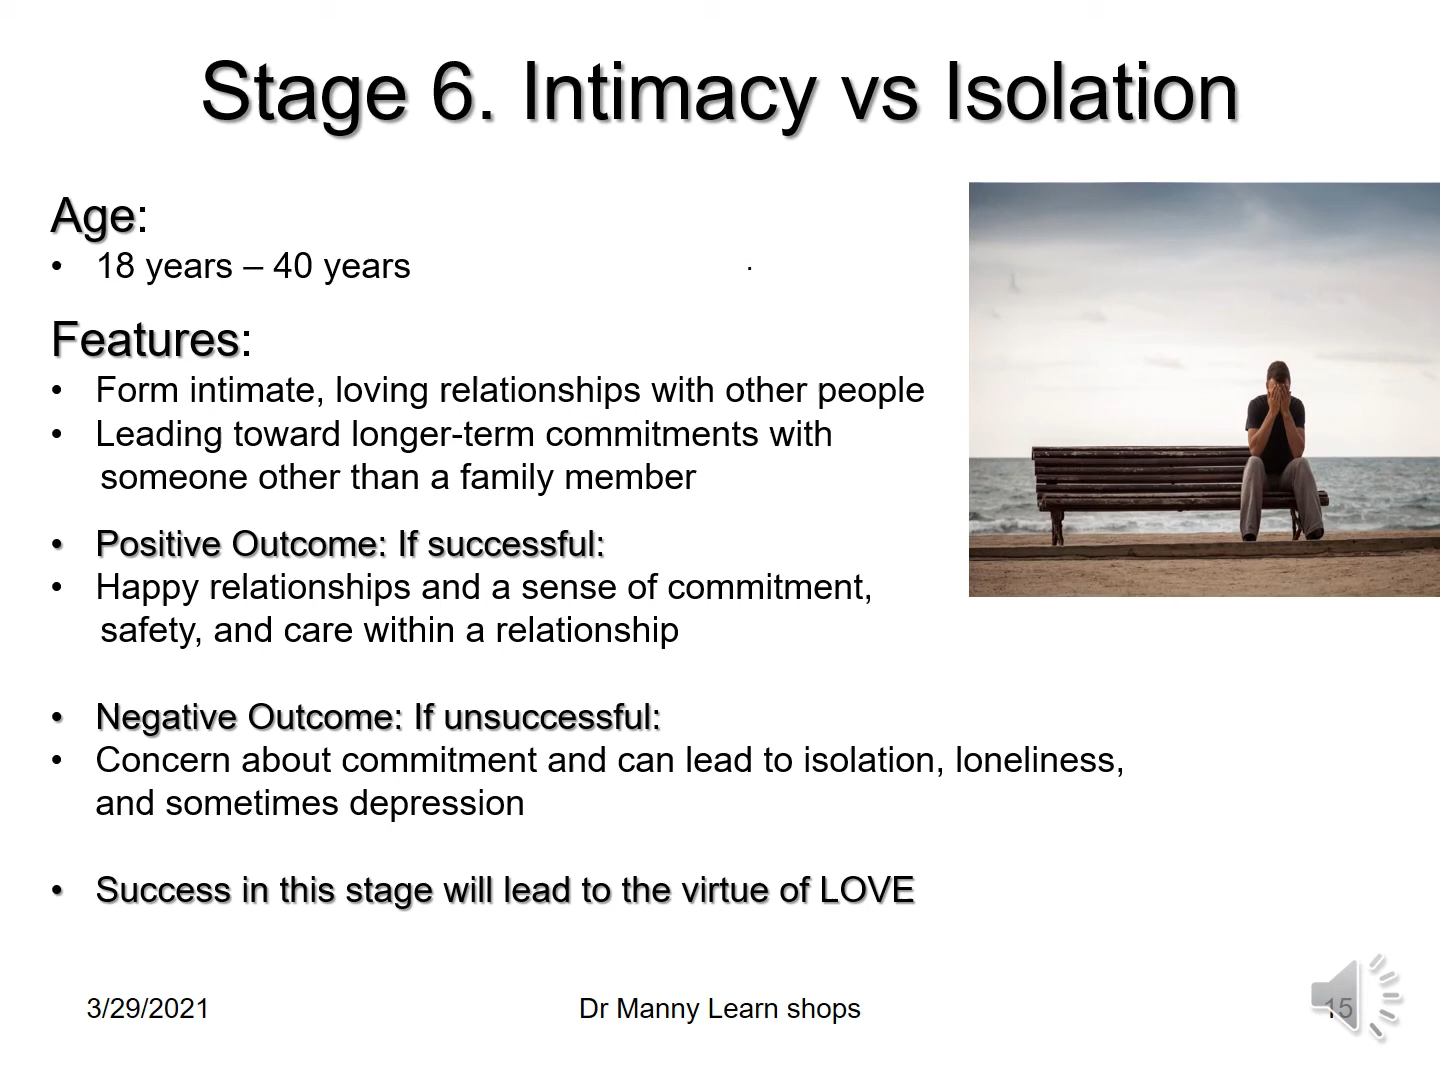 Stage 6. Intimacy vs Isolation
Age:
• 18 years – 40 years
.
Features:
• Form intimate, loving relationships with other people
• Leading toward longer-term commitments with
someone other than a family member
• Positive Outcome: If successful:
• Happy relationships and a sense of commitment,
safety, and care within a relationship
• Negative Outcome: If unsuccessful:
• Concern about commitment and can lead to isolation, loneliness,
and sometimes depression
• Success in this stage will lead to the virtue of LOVE
3/29/2021
Dr Manny Learn shops
15